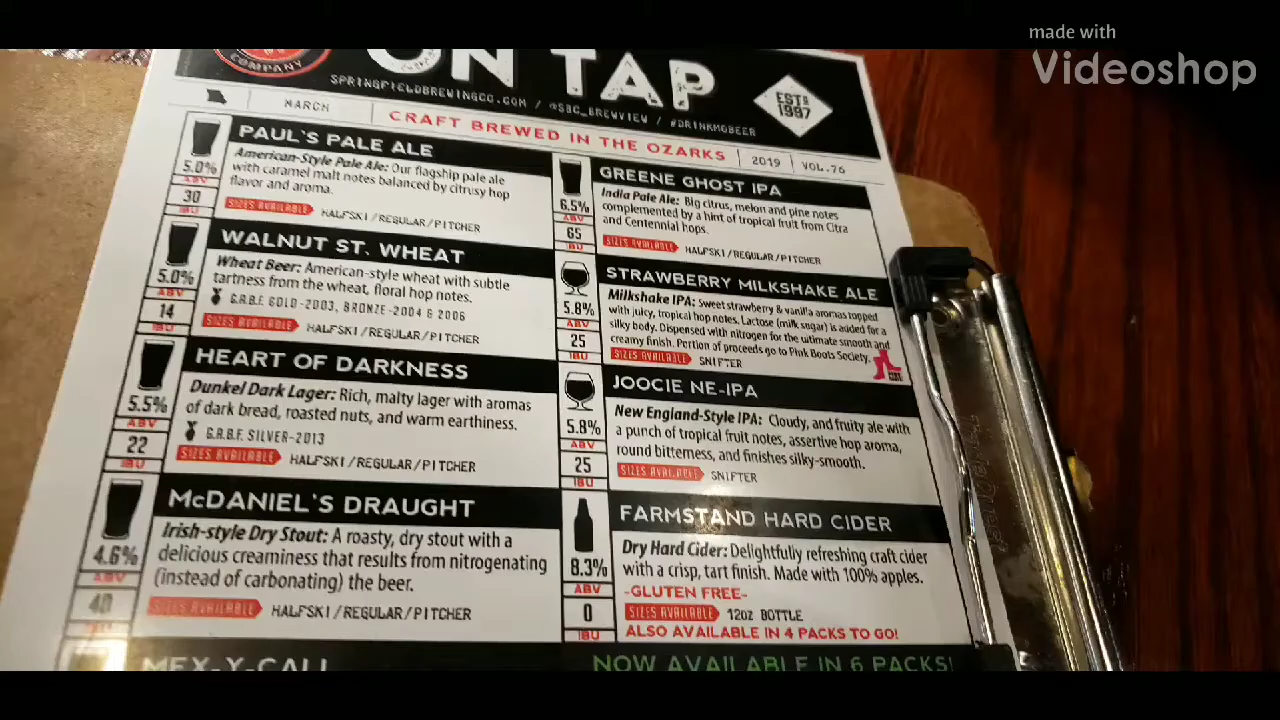 made with
Videoshop
COMPANY
ON TAP
SPRINGFIELDBREWINGCO.COM / @SBC_BREWVIEW / #DRINKMOBEER
ESTD
1997
MARCH
CRAFT BREWED IN THE OZARKS
2019
VOL.76
PAUL'S PALE ALE
5.0%
ABV
30
IBU
American-Style Pale Ale: Our flagship pale ale
with caramel malt notes balanced by citrusy hop
flavor and aroma.
SIZES AVAILABLE HALFSKI/REGULAR/PITCHER
WALNUT ST. WHEAT
5.0%
ABV
14
IBU
Wheat Beer: American-style wheat with subtle
tartness from the wheat, floral hop notes.
G.A.B.F. GOLD-2003, BRONZE-2004 & 2006
SIZES AVAILABLE HALFSKI/REGULAR/PITCHER
HEART OF DARKNESS
5.5%
ABV
22
IBU
Dunkel Dark Lager: Rich, malty lager with aromas
of dark bread, roasted nuts, and warm earthiness.
G.A.B.F. SILVER-2013
SIZES AVAILABLE HALFSKI/REGULAR/PITCHER
McDANIEL'S DRAUGHT
4.6%
ABV
40
IBU
Irish-style Dry Stout: A roasty, dry stout with a
delicious creaminess that results from nitrogenating
(instead of carbonating) the beer.
SIZES AVAILABLE HALFSKI/REGULAR/PITCHER
MEX-Y-CALI
GREENE GHOST IPA
6.5%
ABV
65
IBU
India Pale Ale: Big citrus, melon and pine notes
complemented by a hint of tropical fruit from Citra
and Centennial hops.
SIZES AVAILABLE HALFSKI/REGULAR/PITCHER
STRAWBERRY MILKSHAKE ALE
5.8%
ABV
25
IBU
Milkshake IPA: Sweet strawberry & vanilla aromas topped
with juicy, tropical hop notes. Lactose (milk sugar) is added for a
silky body. Dispensed with nitrogen for the ultimate smooth and
creamy finish. Portion of proceeds go to Pink Boots Society.
SIZES AVAILABLE SNIFTER
JOOCIE NE-IPA
5.8%
ABV
25
IBU
New England-Style IPA: Cloudy, and fruity ale with
a punch of tropical fruit notes, assertive hop aroma,
round bitterness, and finishes silky-smooth.
SIZES AVAILABLE SNIFTER
FARMSTAND HARD CIDER
8.3%
ABV
0
IBU
Dry Hard Cider: Delightfully refreshing craft cider
with a crisp, tart finish. Made with 100% apples.
-GLUTEN FREE-
SIZES AVAILABLE 12oz BOTTLE
ALSO AVAILABLE IN 4 PACKS TO GO!
NOW AVAILABLE IN 6 PACKS!